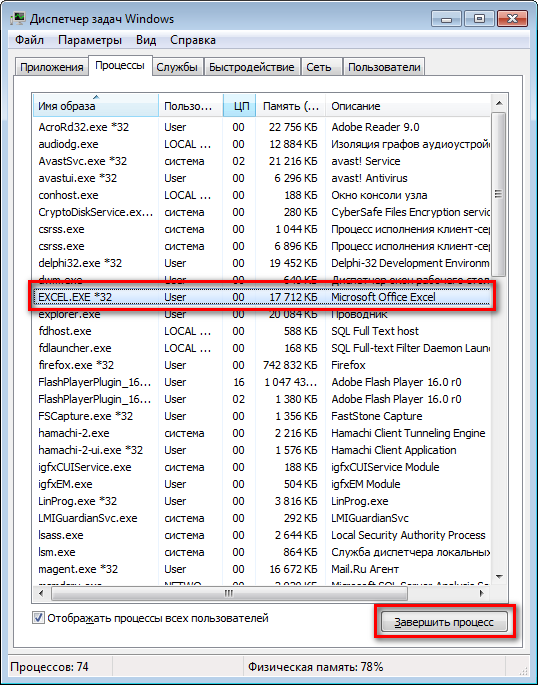 Диспетчер задач Windows
Файл Параметры Вид Справка
Приложения Процессы Службы Быстродействие Сеть Пользователи
Имя образа Пользо... ЦП Память (... Описание
AcroRd32.exe *32 User 00 22 756 КБ Adobe Reader 9.0
audiodg.exe LOCAL ... 00 12 884 КБ Изоляция графов аудиоустрой
AvastSvc.exe *32 система 02 21 216 КБ avast! Service
avastui.exe *32 User 00 6 296 КБ avast! Antivirus
conhost.exe User 00 188 КБ Окно консоли узла
CryptoDiskService.ex... система 00 280 КБ CyberSafe Files Encryption servic
csrss.exe система 00 1 044 КБ Процесс исполнения клиент-сер
csrss.exe система 00 6 896 КБ Процесс исполнения клиент-сер
delphi32.exe *32 User 00 19 452 КБ Delphi-32 Development Environm
dwm.exe User 00 640 КБ Диспетчер окон рабочего стол
EXCEL.EXE *32 User 00 17 712 КБ Microsoft Office Excel
explorer.exe User 00 20 084 КБ Проводник
fdhost.exe LOCAL ... 00 588 КБ SQL Full Text host
fdlauncher.exe LOCAL ... 00 168 КБ SQL Full-text Filter Daemon Laun
firefox.exe *32 User 00 742 832 КБ Firefox
FlashPlayerPlugin_16... User 16 1 047 43... Adobe Flash Player 16.0 r0
FlashPlayerPlugin_16... User 02 1 380 КБ Adobe Flash Player 16.0 r0
FSCapture.exe *32 User 00 1 356 КБ FastStone Capture
hamachi-2.exe система 00 2 216 КБ Hamachi Client Tunneling Engine
hamachi-2-ui.exe *32 User 00 1 576 КБ Hamachi Client Application
igfxCUIService.exe система 00 188 КБ igfxCUIService Module
igfxEM.exe User 00 504 КБ igfxEM Module
LinProg.exe *32 User 00 3 816 КБ LinProg.exe
LMIGuardianSvc.exe система 00 292 КБ LMIGuardianSvc
lsass.exe система 00 2 644 КБ Local Security Authority Process
lsm.exe система 00 864 КБ Служба диспетчера локальных
magent.exe *32 User 00 16 672 КБ Mail.Ru Агент
Отображать процессы всех пользователей
Завершить процесс
Процессов: 74 Физическая память: 78%